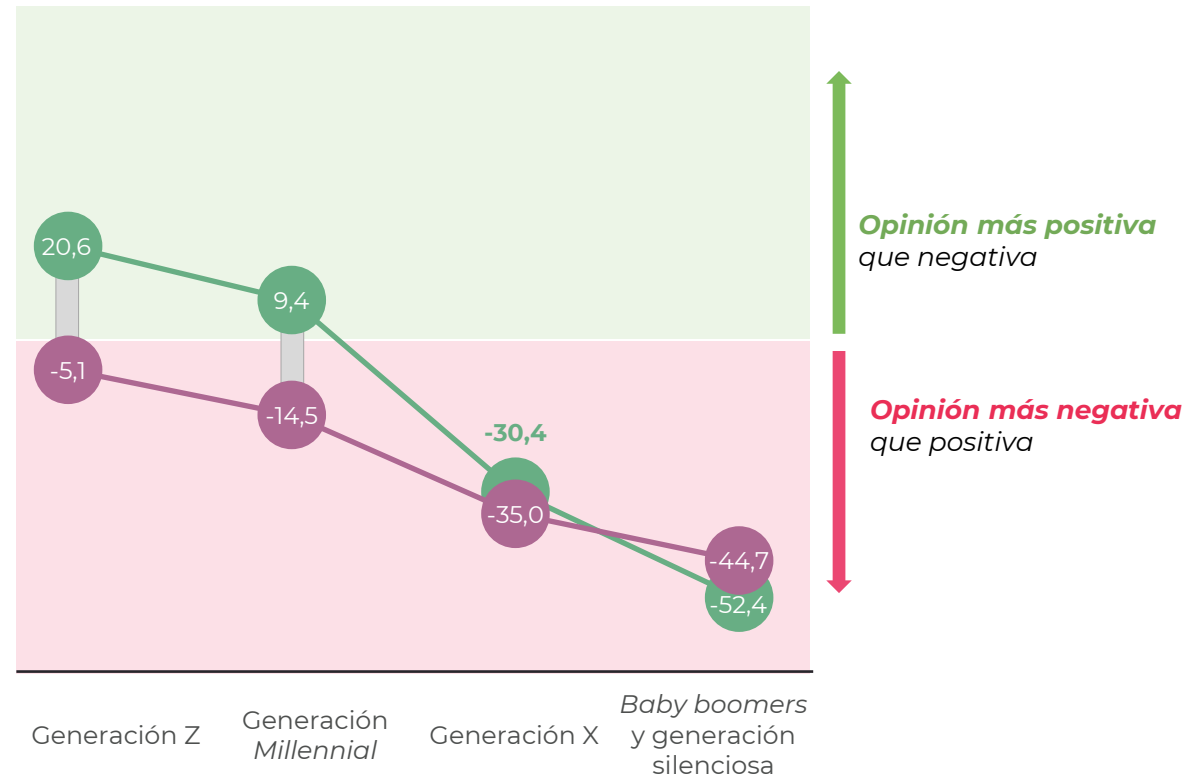 20,6
9,4
-5,1
-14,5
-30,4
-35,0
-44,7
-52,4
Opinión más positiva
que negativa
Opinión más negativa
que positiva
Generación Z
Generación
Millennial
Generación X
Baby boomers
y generación
silenciosa